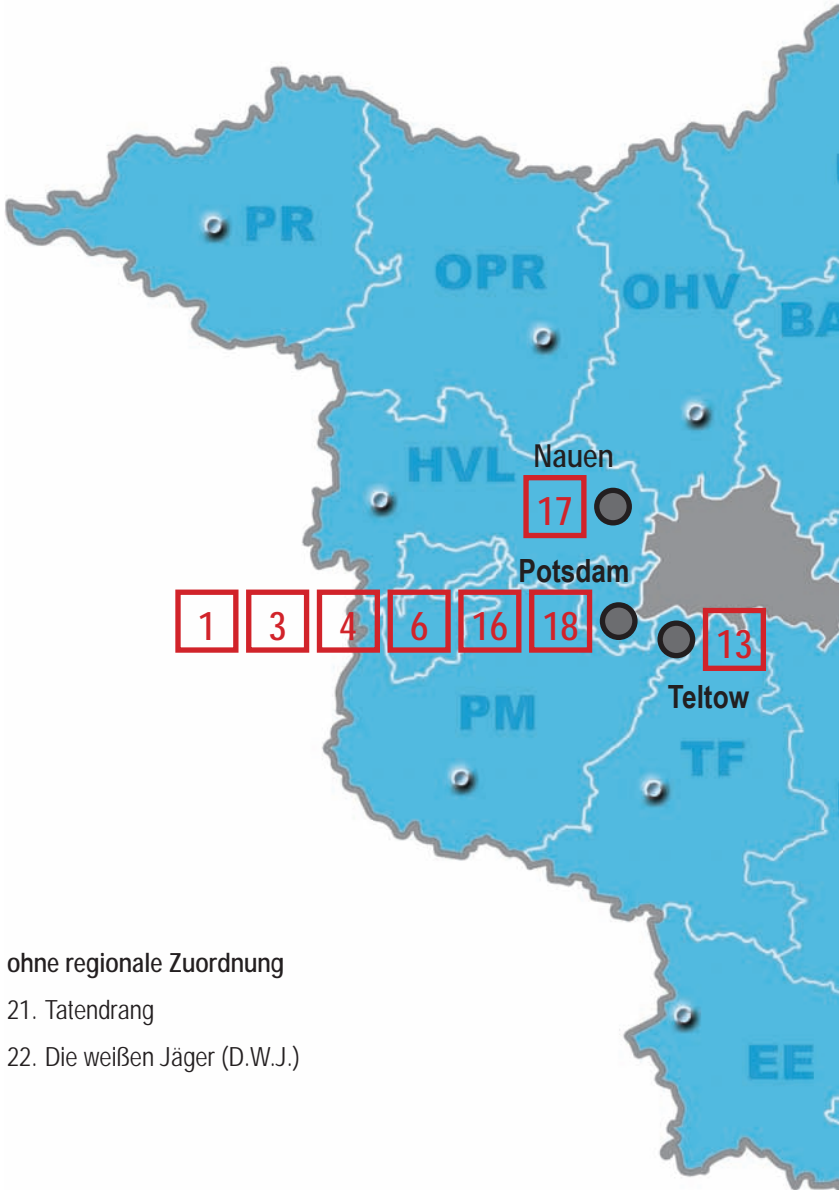 PR
OPR
OHV
BA
HVL
Nauen
17
Potsdam
1 3 4 6 16 18
13
Teltow
PM
TF
ohne regionale Zuordnung
21. Tatendrang
22. Die weißen Jäger (D.W.J.)
EE